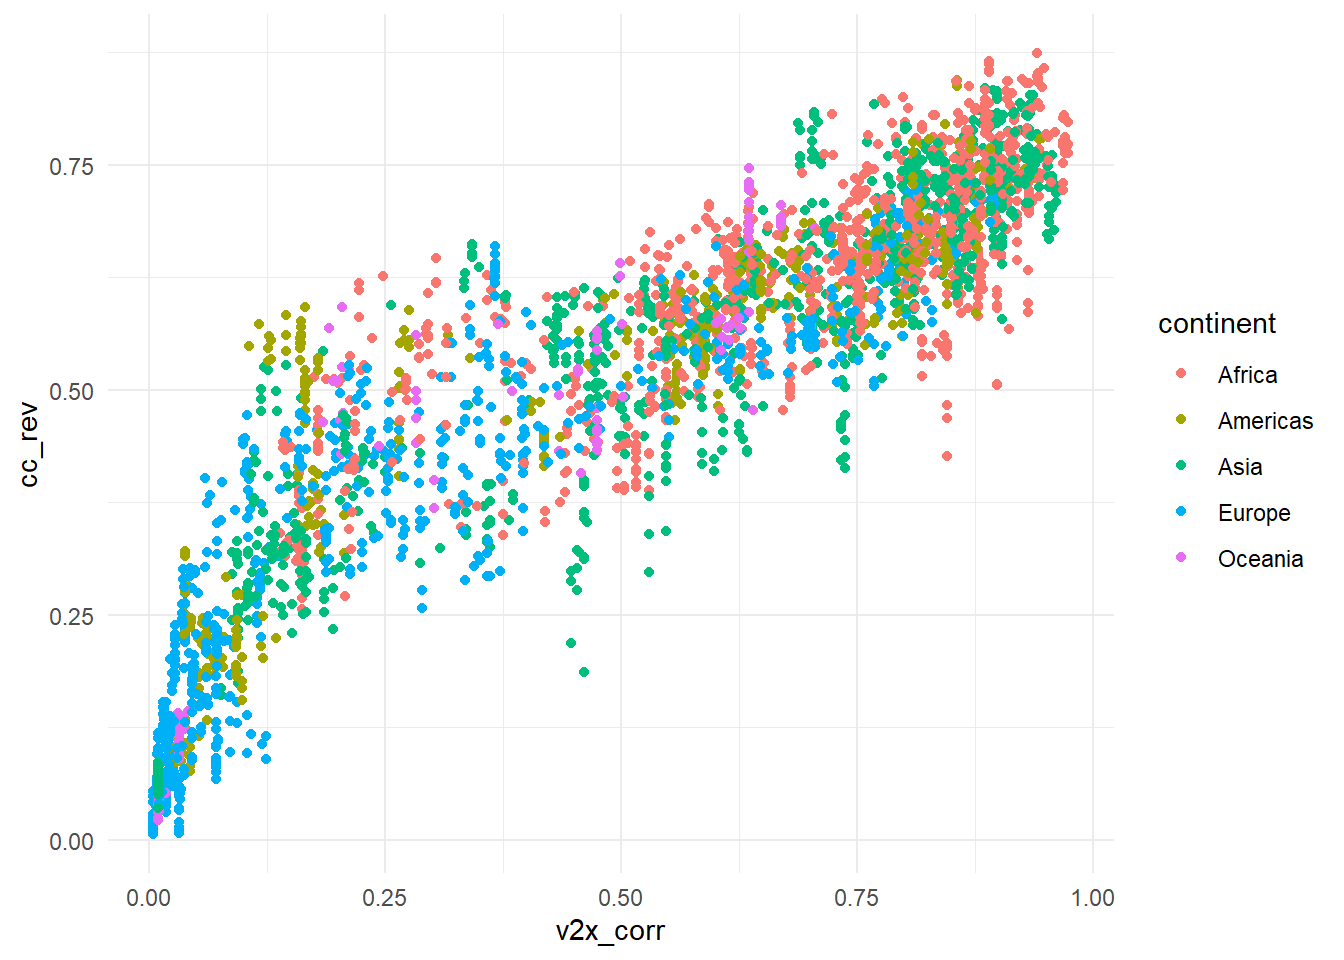 0.75
0.50
0.25
0.00
cc_rev
0.00 0.25 0.50 0.75 1.00
v2x_corr
continent
Africa
Americas
Asia
Europe
Oceania